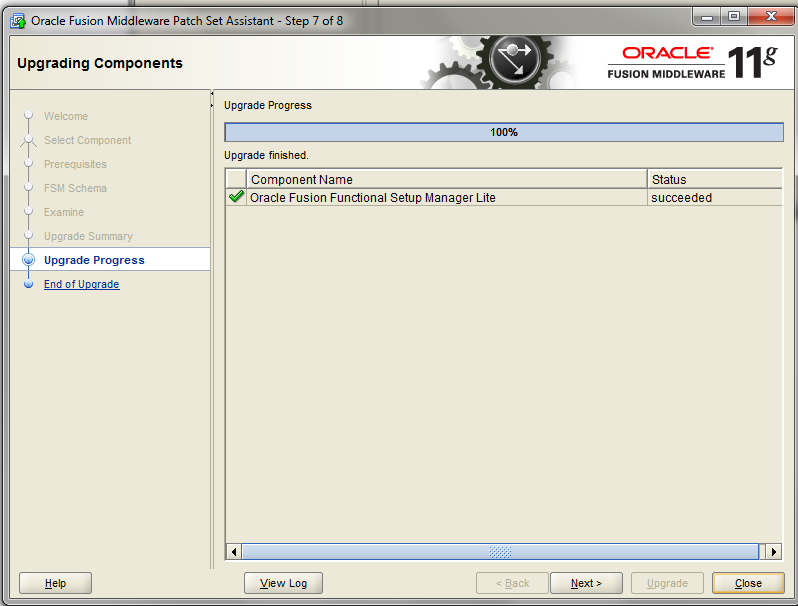 Oracle Fusion Middleware Patch Set Assistant - Step 7 of 8
Upgrading Components
ORACLE
FUSION MIDDLEWARE 11g
Welcome
Select Component
Prerequisites
FSM Schema
Examine
Upgrade Summary
Upgrade Progress
End of Upgrade
Upgrade Progress
100%
Upgrade finished.
Component Name Status
Oracle Fusion Functional Setup Manager Lite succeeded
Help View Log < Back Next > Upgrade Close